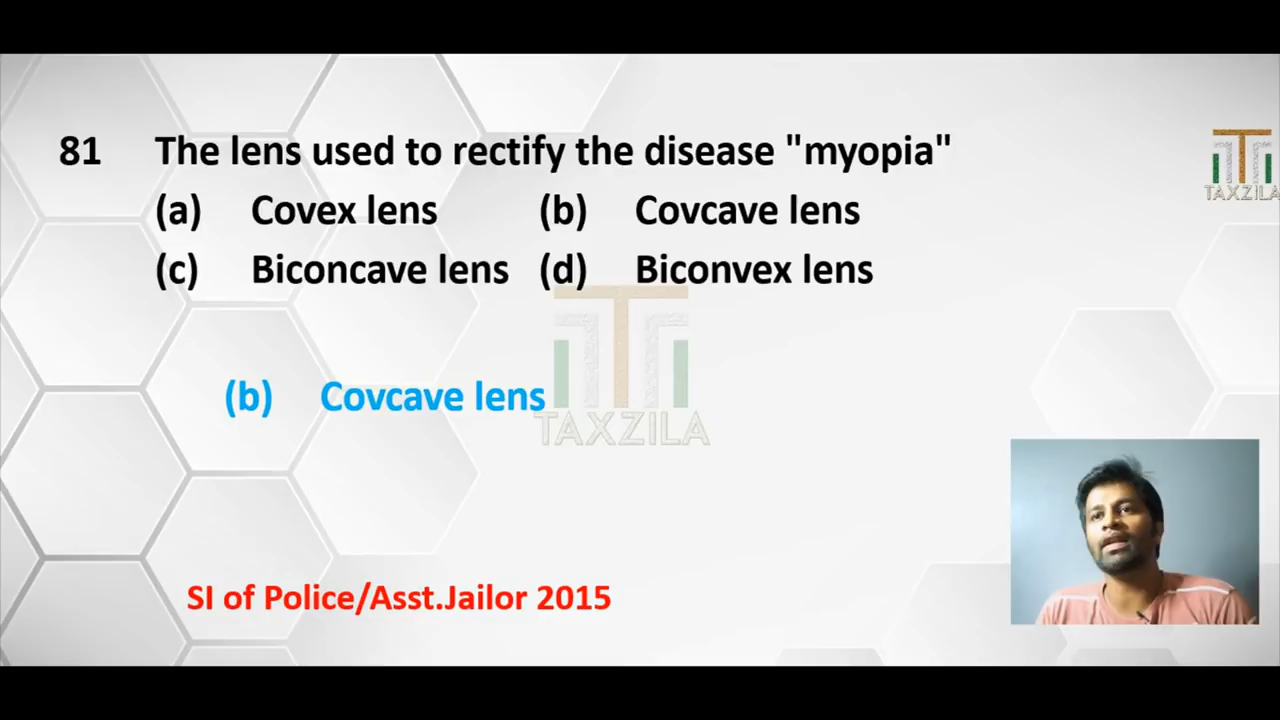 81 The lens used to rectify the disease "myopia"
(a) Covex lens (b) Covcave lens
(c) Biconcave lens (d) Biconvex lens
(b) Covcave lens
SI of Police/Asst.Jailor 2015
TAXZILA
TAXZILA